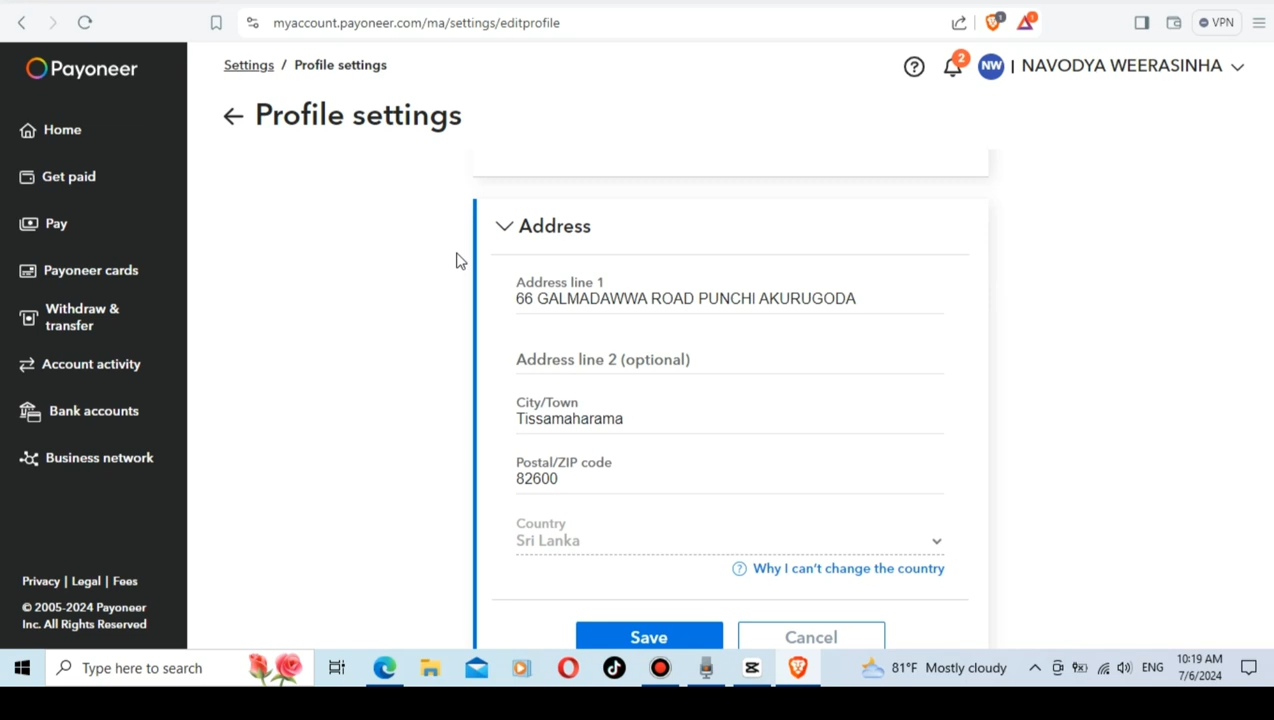 myaccount.payoneer.com/ma/settings/editprofile
1
1
VPN
Payoneer
Settings / Profile settings
2
NW | NAVODYA WEERASINHA
Profile settings
Home
Get paid
Pay
Payoneer cards
Withdraw &
transfer
Account activity
Bank accounts
Business network
Privacy | Legal | Fees
© 2005-2024 Payoneer
Inc. All Rights Reserved
Address
Address line 1
66 GALMADAWWA ROAD PUNCHI AKURUGODA
Address line 2 (optional)
City/Town
Tissamaharama
Postal/ZIP code
82600
Country
Sri Lanka
Why I can't change the country
Save
Cancel
Type here to search
81°F Mostly cloudy
ENG
10:19 AM
7/6/2024